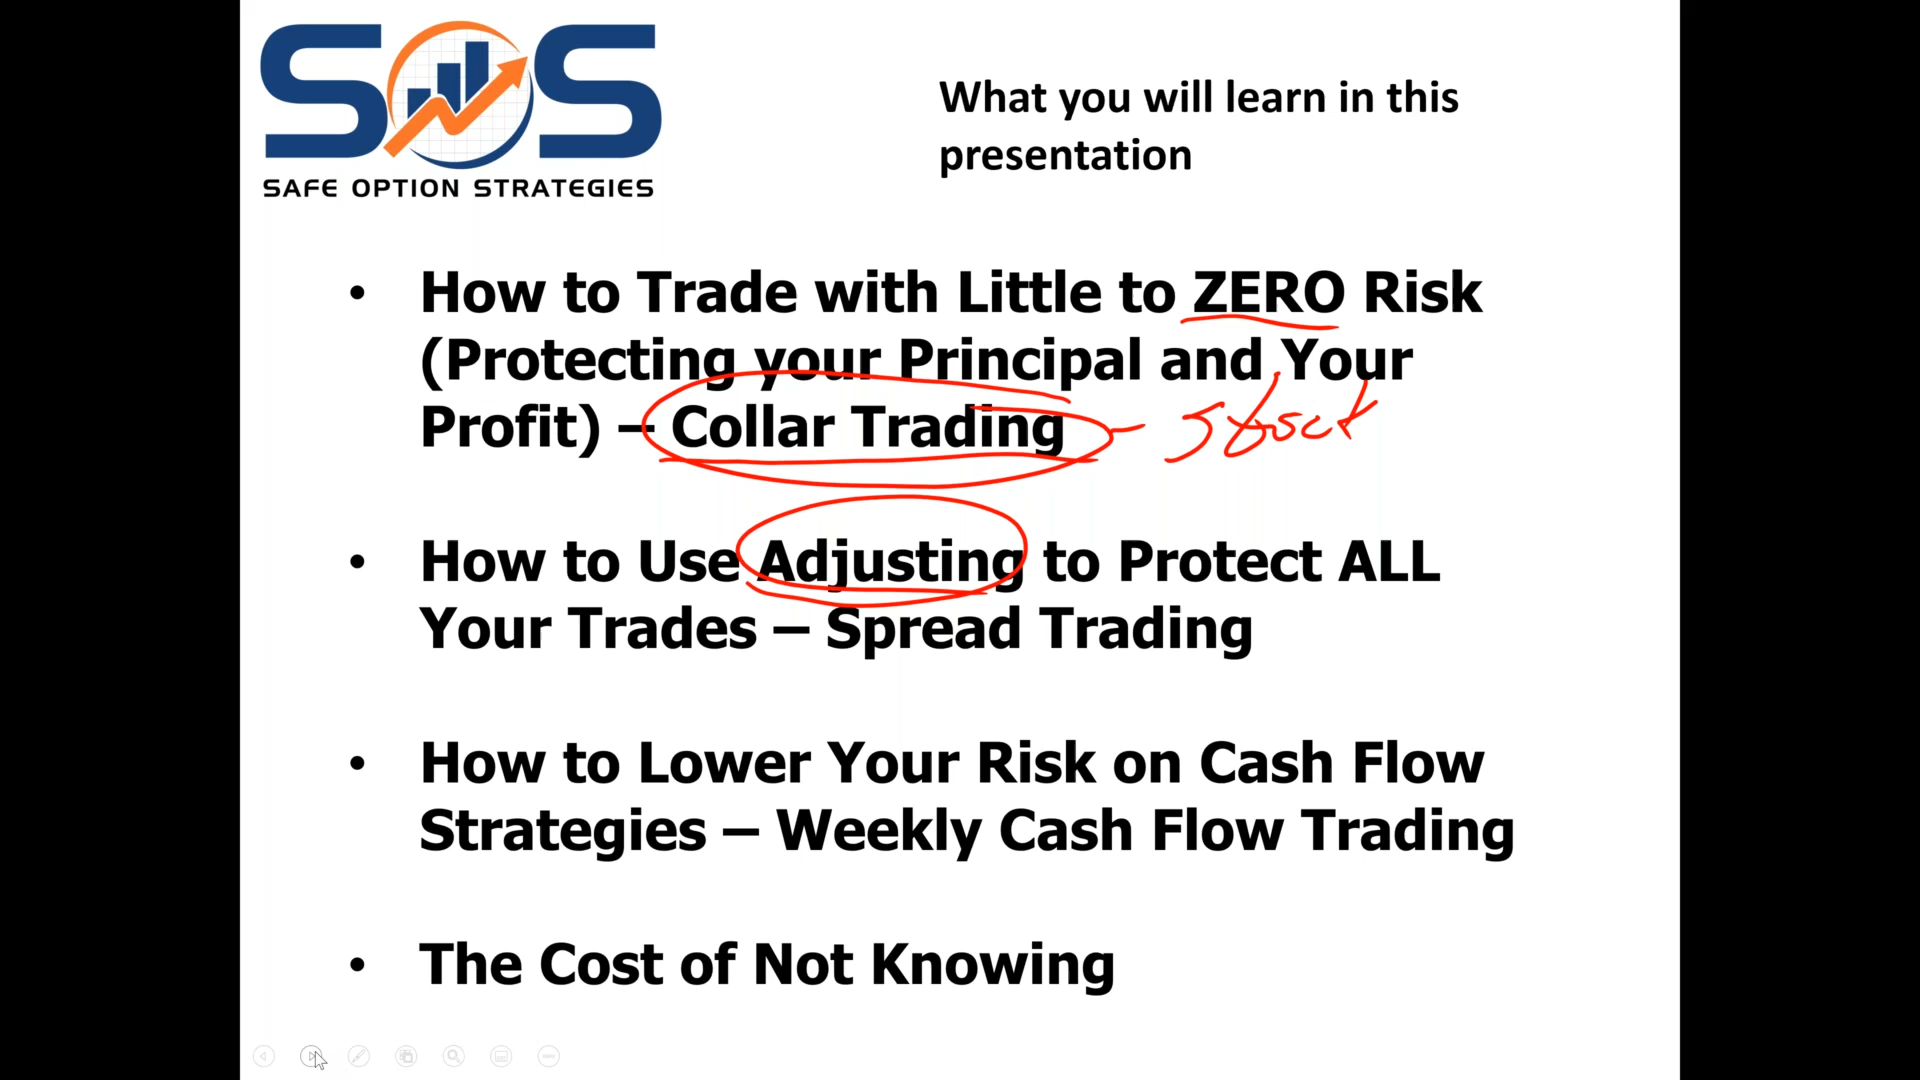 SOS
SAFE OPTION STRATEGIES
What you will learn in this
presentation
• How to Trade with Little to ZERO Risk
(Protecting your Principal and Your
Profit) – Collar Trading - Stock
• How to Use Adjusting to Protect ALL
Your Trades – Spread Trading
• How to Lower Your Risk on Cash Flow
Strategies – Weekly Cash Flow Trading
• The Cost of Not Knowing